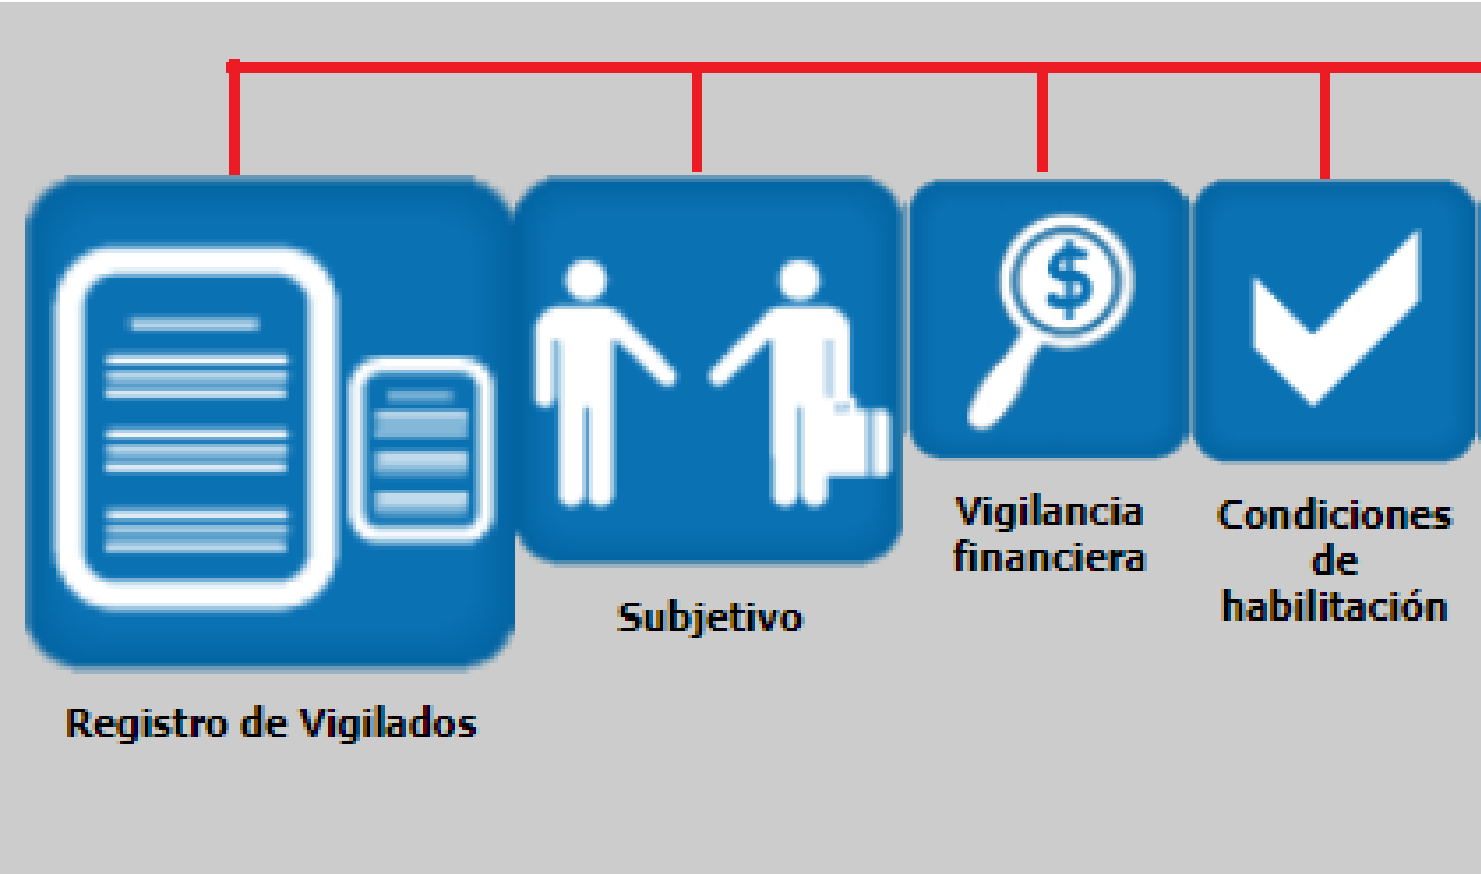 $
Registro de Vigilados
Subjetivo
Vigilancia
financiera
Condiciones
de
habilitación